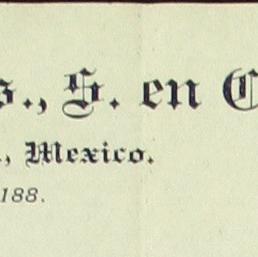 s., S. en C
, Mexico.
188.